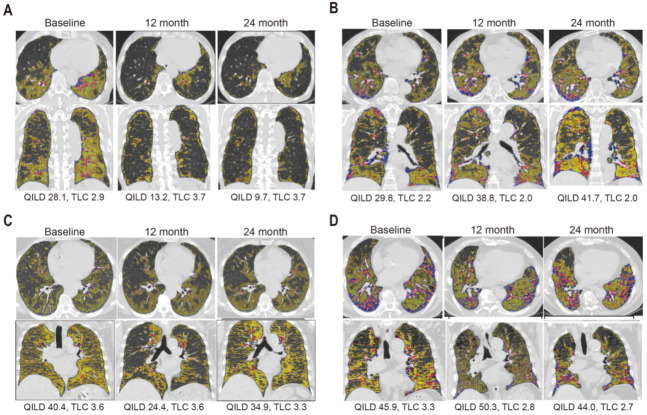 A
Baseline 12 month 24 month
QILD 28.1, TLC 2.9 QILD 13.2, TLC 3.7 QILD 9.7, TLC 3.7
B
Baseline 12 month 24 month
QILD 29.8, TLC 2.2 QILD 38.8, TLC 2.0 QILD 41.7, TLC 2.0
C
Baseline 12 month 24 month
QILD 40.4, TLC 3.6 QILD 24.4, TLC 3.6 QILD 34.9, TLC 3.3
D
Baseline 12 month 24 month
QILD 45.9, TLC 3.3 QILD 50.3, TLC 2.8 QILD 44.0, TLC 2.7